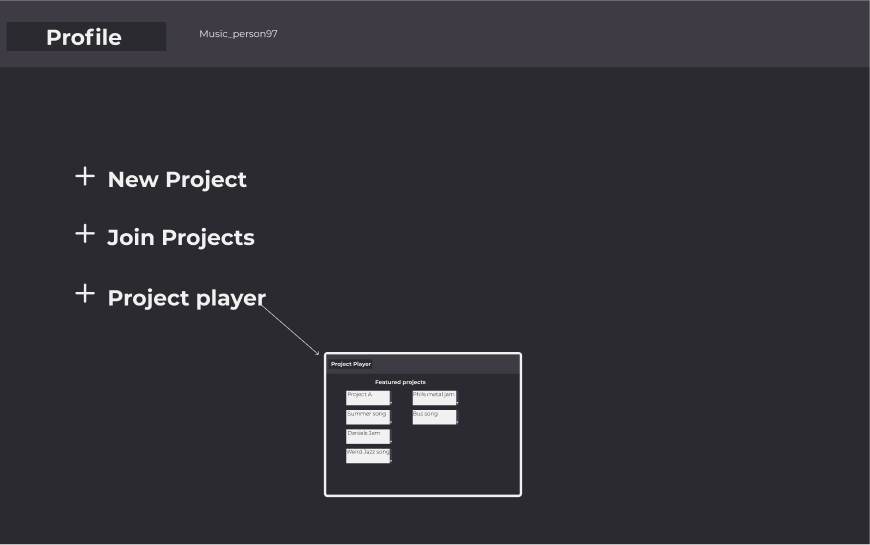 Profile
Music_person97
New Project
Join Projects
Project player
Project Player
Featured projects
Project A
Phils metal jam
Summer song
Bus song
Denials Jam
Weird Jazz song